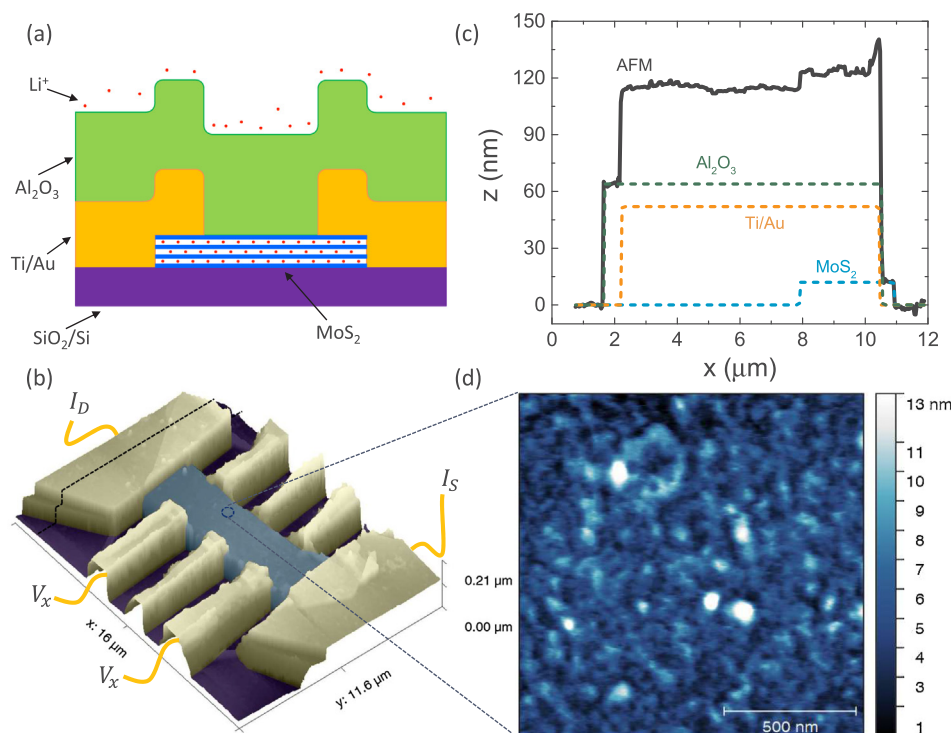 (a)
Li⁺
Al₂O₃
Ti/Au
SiO₂/Si
MoS₂
(c)
AFM
Al₂O₃
Ti/Au
MoS₂
z (nm)
150
120
90
60
30
0
0 2 4 6 8 10 12
x (μm)
(b)
I_D
I_S
V_x
V_x
x: 16 μm
y: 11.6 μm
0.21 μm
0.00 μm
(d)
500 nm
13 nm
11
10
9
8
7
6
5
4
3
1